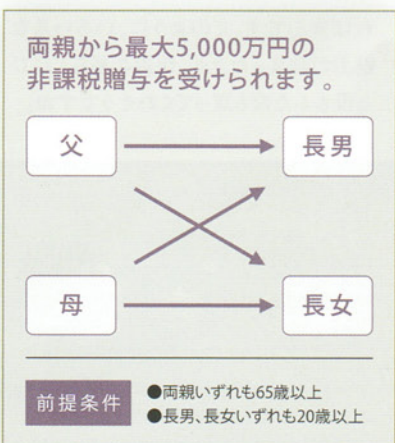 両親から最大5,000万円の
非課税贈与を受けられます。
父
長男
母
長女
前提条件
●両親いずれも65歳以上
●長男、長女いずれも20歳以上